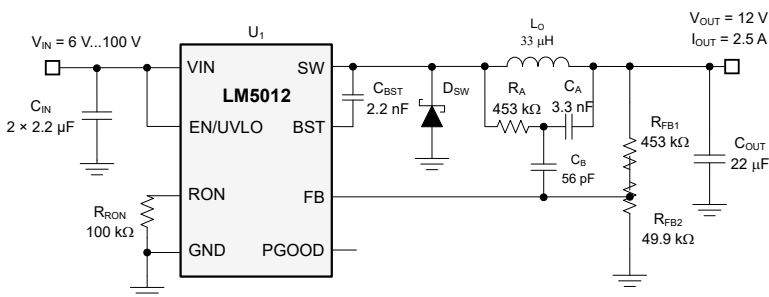 V_IN = 6 V...100 V
U_1
L_O
33 μH
V_OUT = 12 V
I_OUT = 2.5 A
VIN
SW
LM5012
C_IN
2 × 2.2 µF
EN/UVLO
BST
C_BST
2.2 nF
D_SW
R_A
453 kΩ
C_A
3.3 nF
C_B
56 pF
R_FB1
453 kΩ
C_OUT
22 µF
RON
FB
R_RON
100 kΩ
GND
PGOOD
R_FB2
49.9 kΩ